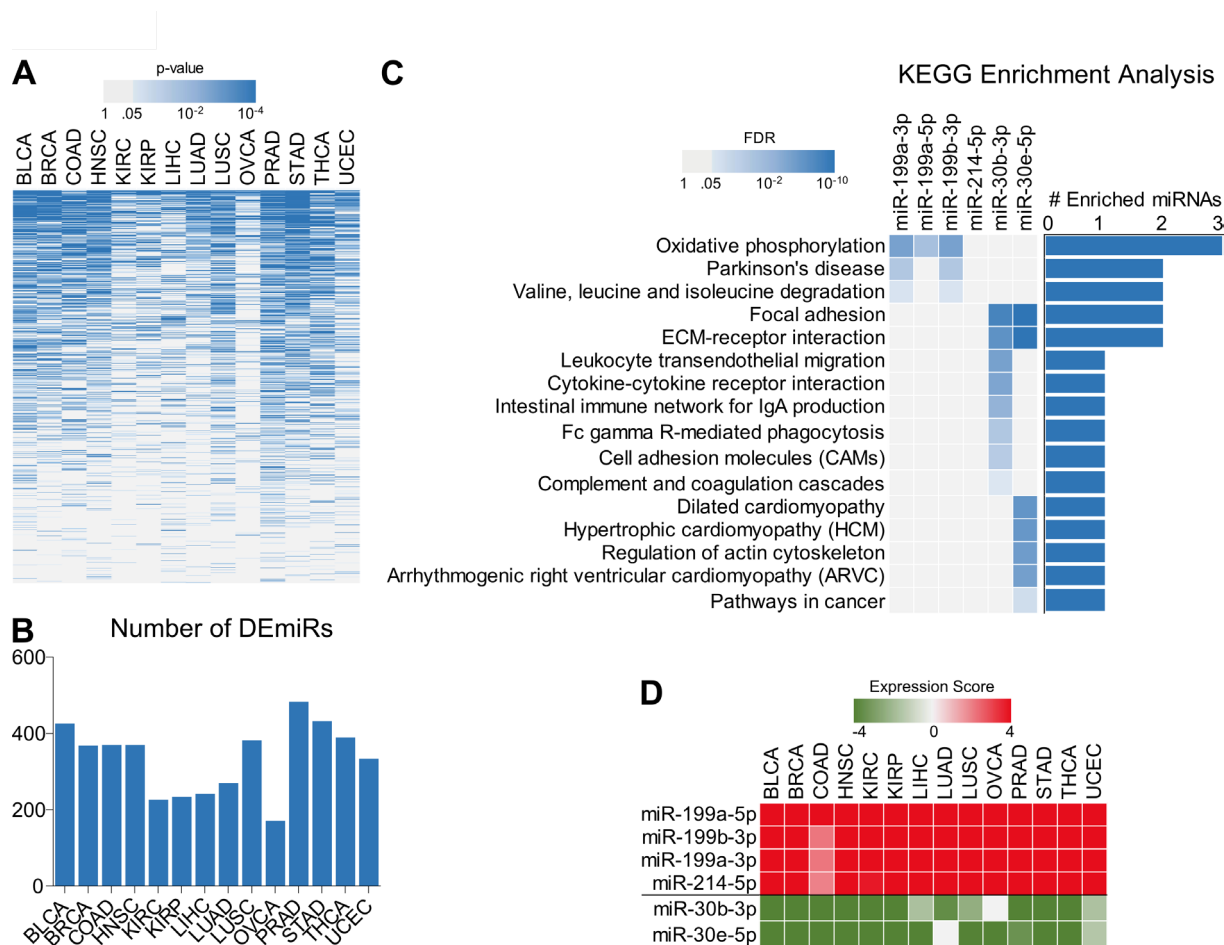 A
p-value
1 .05 10-2 10-4
BLCA
BRCA
COAD
HNSC
KIRC
KIRP
LIHC
LUAD
LUSC
OVCA
PRAD
STAD
THCA
UCEC
B
Number of DEmiRs
600
400
200
0
BLCA
BRCA
COAD
HNSC
KIRC
KIRP
LIHC
LUAD
LUSC
OVCA
PRAD
STAD
THCA
UCEC
C
KEGG Enrichment Analysis
FDR
1 .05 10-2 10-10
miR-199a-3p
miR-199a-5p
miR-199b-3p
miR-214-5p
miR-30b-3p
miR-30e-5p
# Enriched miRNAs
0 1 2 3
Oxidative phosphorylation
Parkinson's disease
Valine, leucine and isoleucine degradation
Focal adhesion
ECM-receptor interaction
Leukocyte transendothelial migration
Cytokine-cytokine receptor interaction
Intestinal immune network for IgA production
Fc gamma R-mediated phagocytosis
Cell adhesion molecules (CAMs)
Complement and coagulation cascades
Dilated cardiomyopathy
Hypertrophic cardiomyopathy (HCM)
Regulation of actin cytoskeleton
Arrhythmogenic right ventricular cardiomyopathy (ARVC)
Pathways in cancer
D
Expression Score
-4 0 4
BLCA
BRCA
COAD
HNSC
KIRC
KIRP
LIHC
LUAD
LUSC
OVCA
PRAD
STAD
THCA
UCEC
miR-199a-5p
miR-199b-3p
miR-199a-3p
miR-214-5p
miR-30b-3p
miR-30e-5p